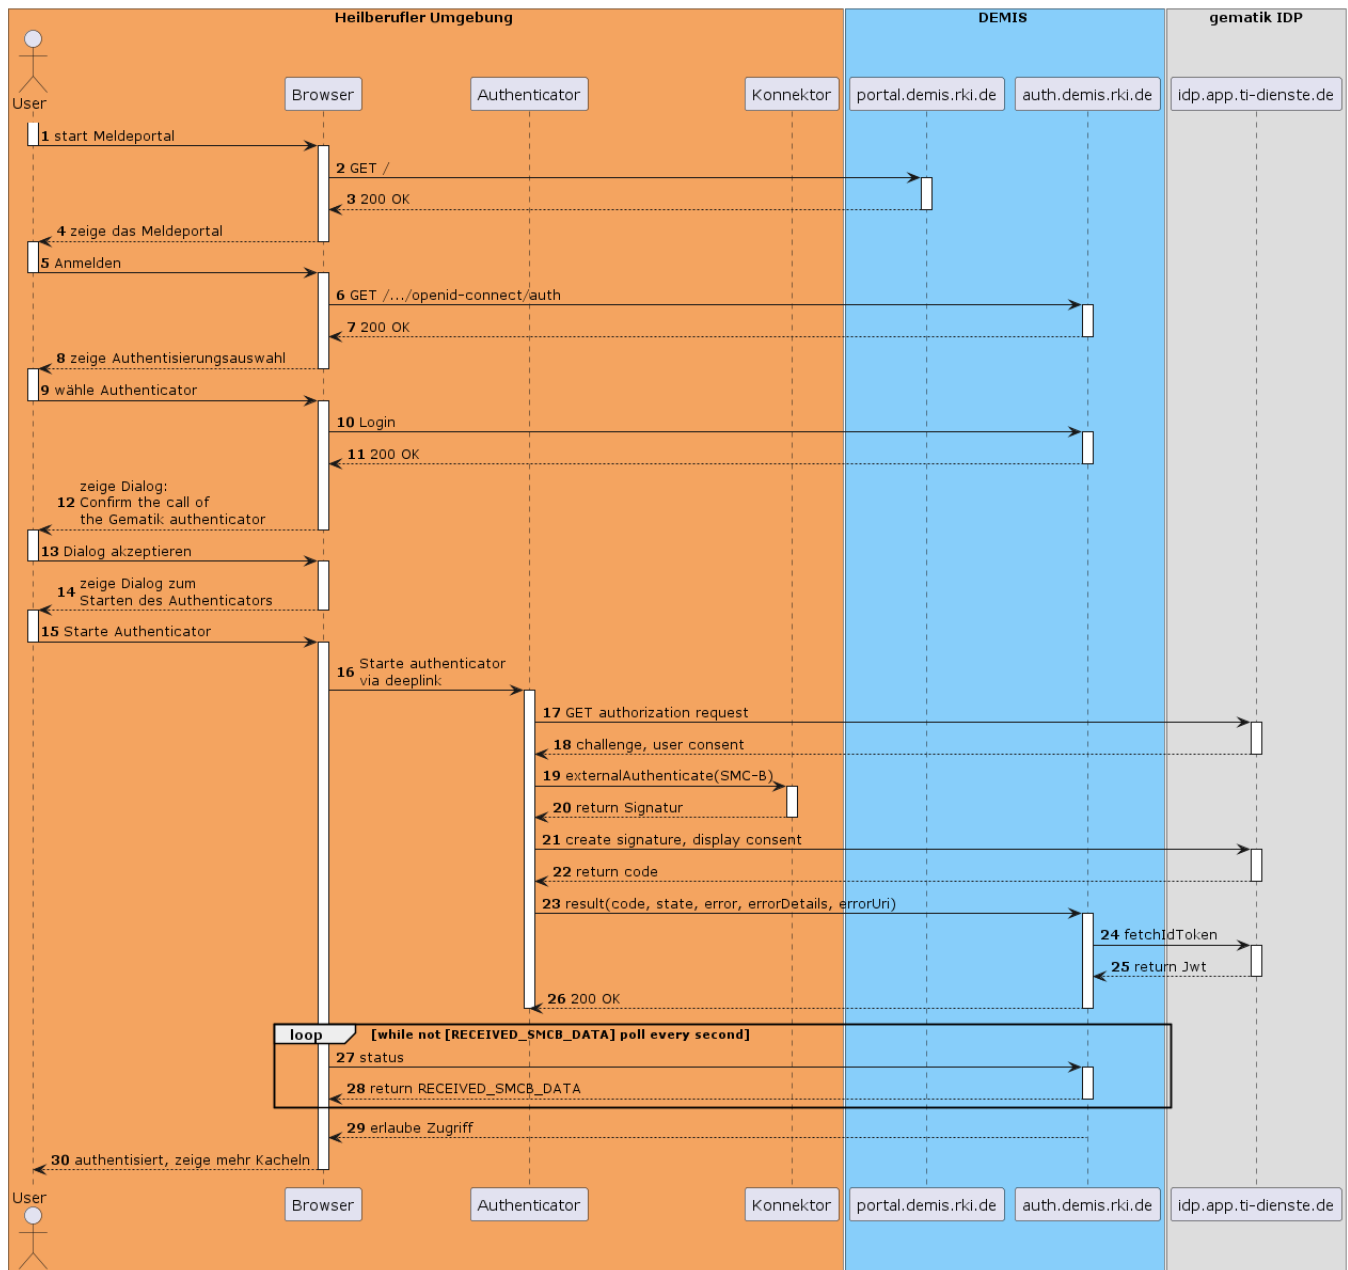 Heilberufler Umgebung
DEMIS
gematik IDP
User
Browser
Authenticator
Konnektor
portal.demis.rki.de
auth.demis.rki.de
idp.app.ti-dienste.de
1 start Meldeportal
2 GET /
3 200 OK
4 zeige das Meldeportal
5 Anmelden
6 GET /.../openid-connect/auth
7 200 OK
8 zeige Authentisierungsauswahl
9 wähle Authenticator
10 Login
11 200 OK
zeige Dialog:
12 Confirm the call of
the Gematik authenticator
13 Dialog akzeptieren
14 zeige Dialog zum
Starten des Authenticators
15 Starte Authenticator
16 Starte authenticator
via deeplink
17 GET authorization request
18 challenge, user consent
19 externalAuthenticate(SMC-B)
20 return Signatur
21 create signature, display consent
22 return code
23 result(code, state, error, errorDetails, errorUri)
24 fetchIdToken
25 return Jwt
26 200 OK
loop [while not [RECEIVED_SMCB_DATA] poll every second]
27 status
28 return RECEIVED_SMCB_DATA
29 erlaube Zugriff
30 authentisiert, zeige mehr Kacheln
User
Browser
Authenticator
Konnektor
portal.demis.rki.de
auth.demis.rki.de
idp.app.ti-dienste.de